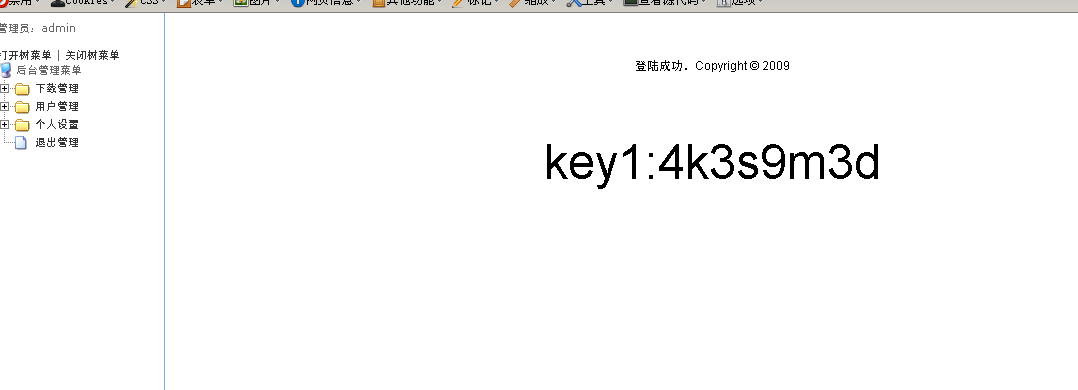 禁用 Cookies CSS 表单 图片 网页信息 其他功能 标记 缩放 工具 查看源代码 选项
管理员：admin
打开树菜单 | 关闭树菜单
后台管理菜单
下载管理
用户管理
个人设置
退出管理
登陆成功．Copyright © 2009
key1:4k3s9m3d